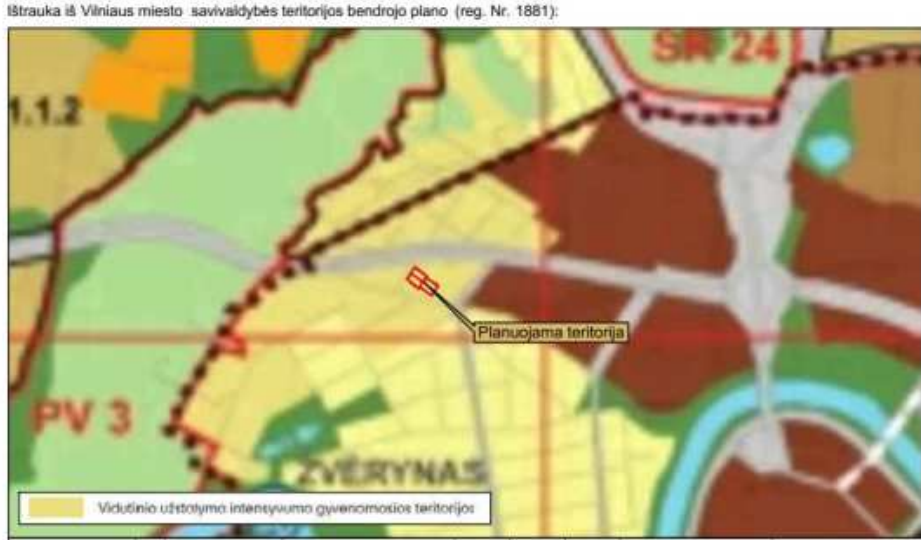 Ištrauka iš Vilniaus miesto savivaldybės teritorijos bendrojo plano (reg. Nr. 1881):
SR 24
1.1.2
Planuojama teritorija
PV 3
ŽVĖRYNAS
Vidutinio užstatymo intensyvumo gyvenamosios teritorijos